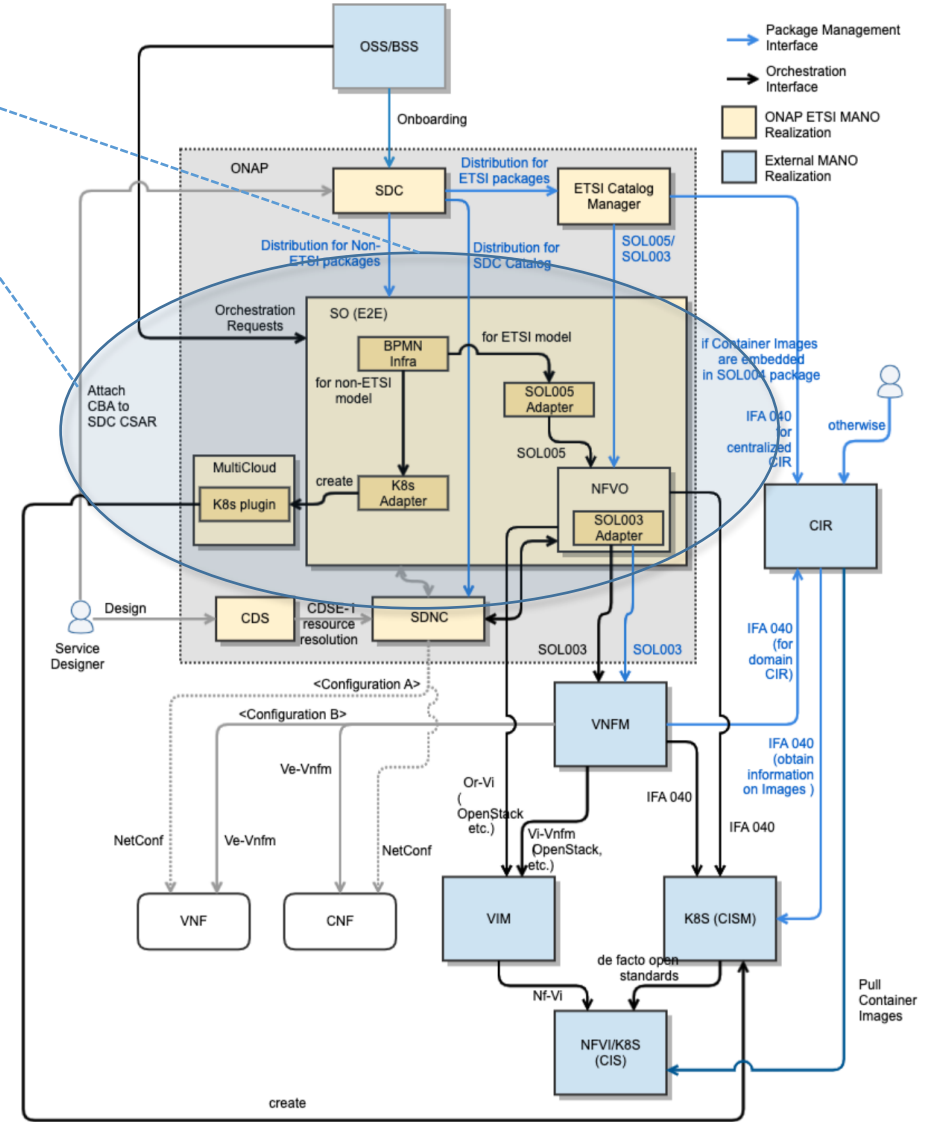 OSS/BSS
Package Management
Interface
Orchestration
Interface
ONAP ETSI MANO
Realization
External MANO
Realization
Onboarding
ONAP
SDC
Distribution for
ETSI packages
ETSI Catalog
Manager
Distribution for Non-
ETSI packages
Distribution for
SDC Catalog
SOL005/
SOL003
Orchestration
Requests
SO (E2E)
BPMN
Infra
for ETSI model
for non-ETSI
model
SOL005
Adapter
if Container Images
are embedded
in SOL004 package
Attach
CBA to
SDC CSAR
IFA 040
for
centralized
CIR
otherwise
SOL005
MultiCloud
K8s plugin
create
K8s
Adapter
NFVO
SOL003
Adapter
CIR
Service
Designer
Design
CDS
CDSE-1
resource
resolution
SDNC
SOL003
SOL003
IFA 040
(for
domain
CIR)
<Configuration A>
<Configuration B>
VNFM
Ve-Vnfm
Or-Vi
(
OpenStack
etc.)
IFA 040
IFA 040
(obtain
information
on Images )
NetConf
Ve-Vnfm
NetConf
Vi-Vnfm
(OpenStack,
etc.)
IFA 040
VNF
CNF
VIM
K8S (CISM)
de facto open
standards
Nf-Vi
Pull
Container
Images
NFVI/K8S
(CIS)
create